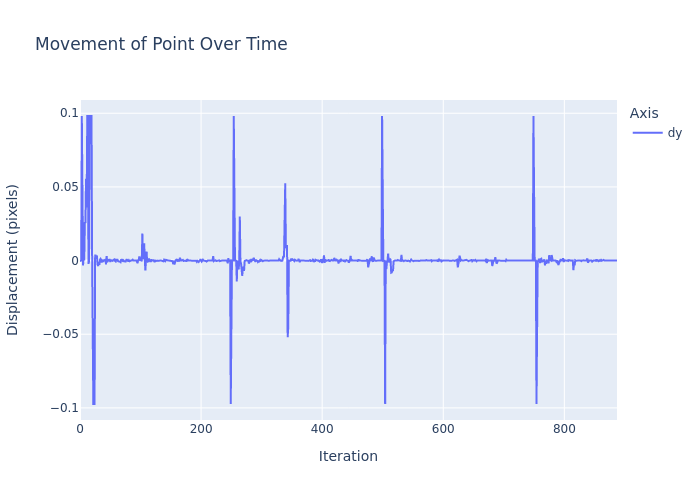 Movement of Point Over Time
Axis
dy
0.1
0.05
0
−0.05
−0.1
Displacement (pixels)
0
200
400
600
800
Iteration